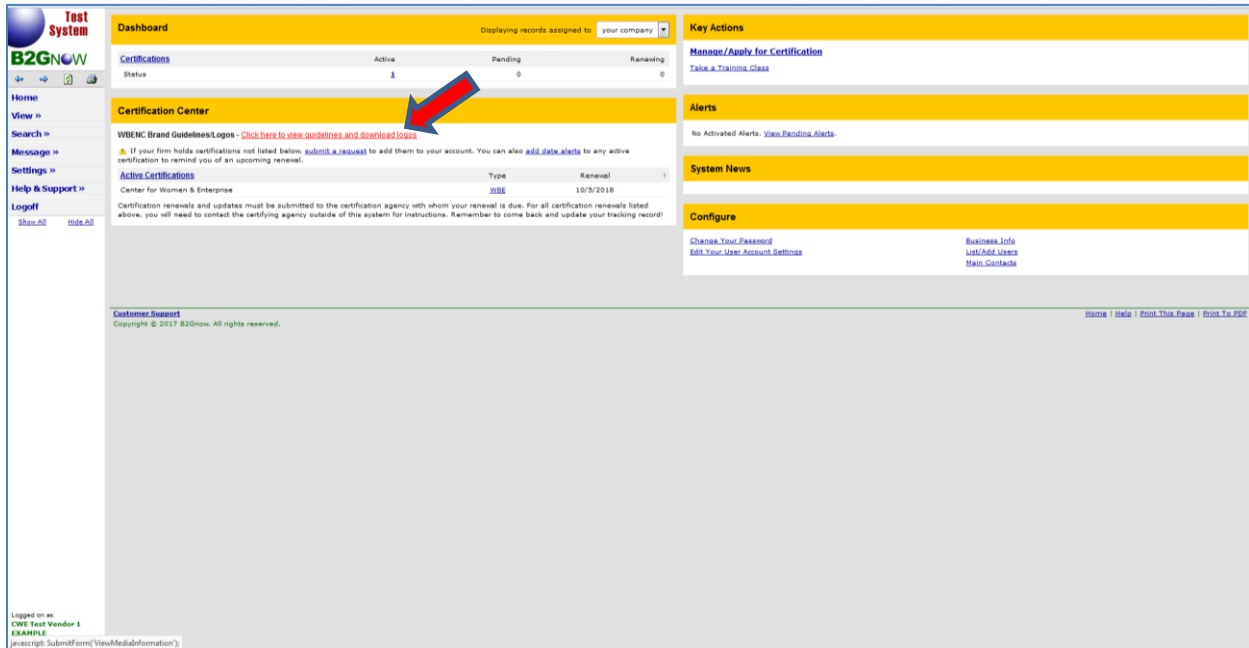 Test
System
B2GNOW
Home
View »
Search »
Message »
Settings »
Help & Support »
Logoff
Show All Hide All
Dashboard Displaying records assigned to your company
Certifications Active Pending Renewing
Status 1 0 0
Certification Center
WBENC Brand Guidelines/Logos - Click here to view guidelines and download logos
If your firm holds certifications not listed below, submit a request to add them to your account. You can also add date alerts to any active
certification to remind you of an upcoming renewal.
Active Certifications Type Renewal !
Center for Women & Enterprise WBE 10/5/2018
Certification renewals and updates must be submitted to the certification agency with whom your renewal is due. For all certification renewals listed
above, you will need to contact the certifying agency outside of this system for instructions. Remember to come back and update your tracking record!
Key Actions
Manage/Apply for Certification
Take a Training Class
Alerts
No Activated Alerts. View Pending Alerts.
System News
Configure
Change Your Password Business Info
Edit Your User Account Settings List/Add Users
Main Contacts
Customer Support Home | Help | Print This Page | Print To PDF
Copyright © 2017 B2Gnow. All rights reserved.
Logged on as:
CWE Test Vendor 1
EXAMPLE
javascript: SubmitForm('ViewMediaInformation');